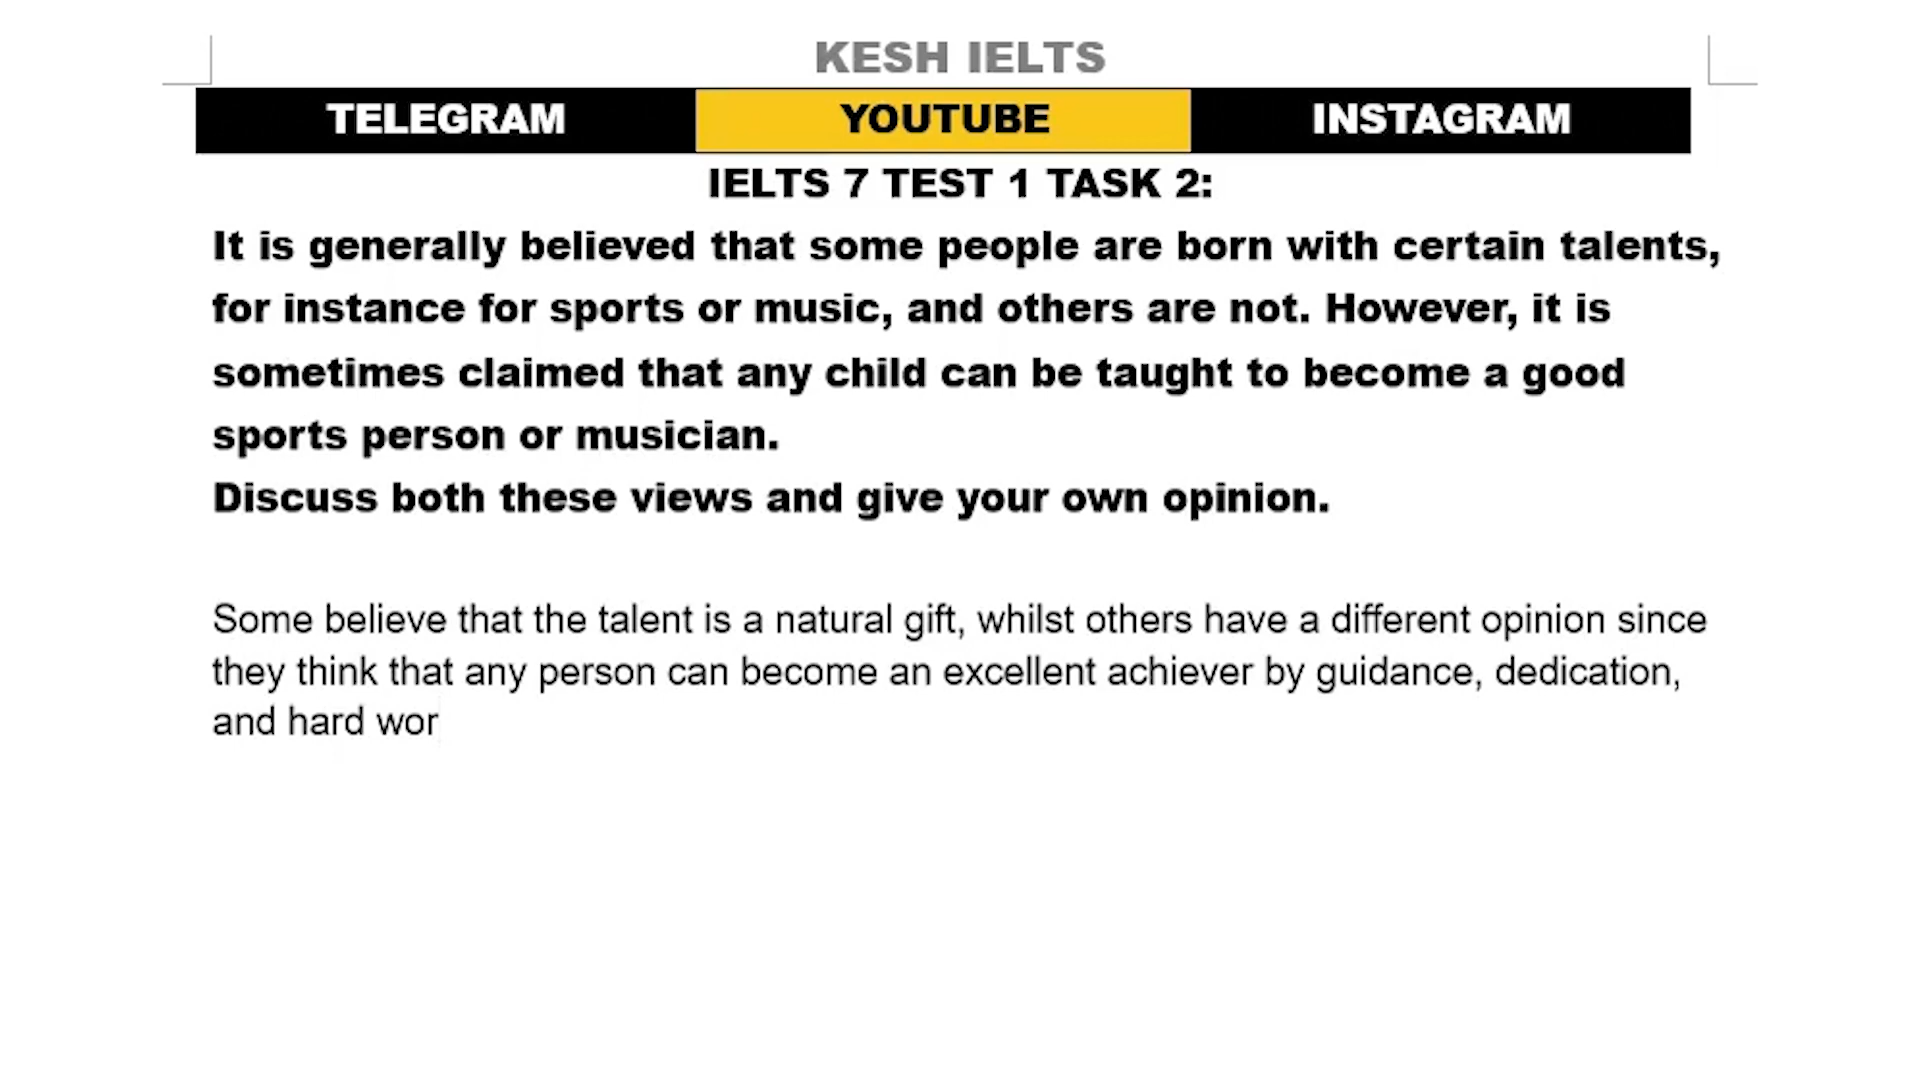 KESH IELTS
TELEGRAM YOUTUBE INSTAGRAM
IELTS 7 TEST 1 TASK 2:
It is generally believed that some people are born with certain talents,
for instance for sports or music, and others are not. However, it is
sometimes claimed that any child can be taught to become a good
sports person or musician.
Discuss both these views and give your own opinion.
Some believe that the talent is a natural gift, whilst others have a different opinion since
they think that any person can become an excellent achiever by guidance, dedication,
and hard wor